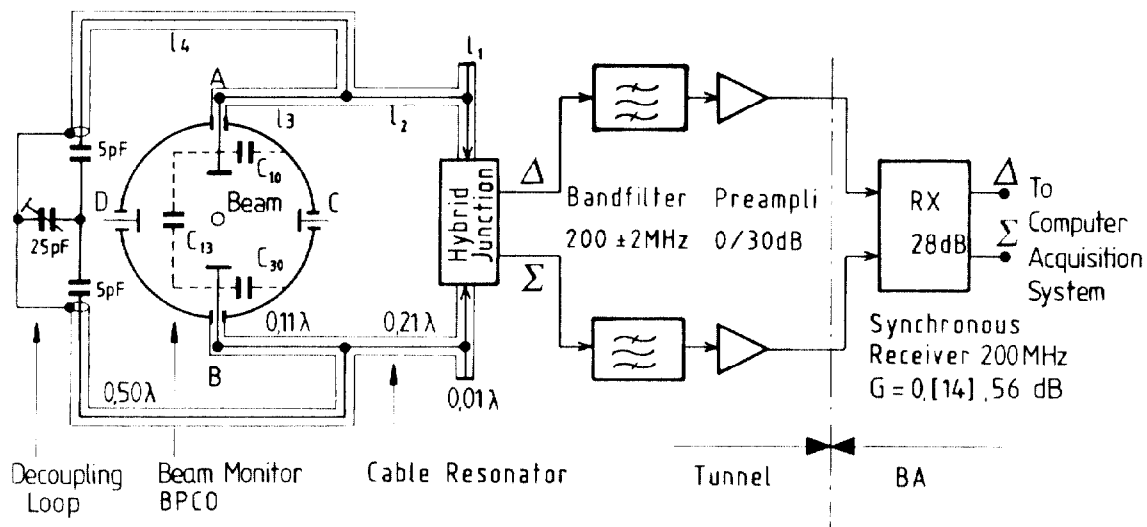 l4
l1
A
l3
l2
5pF
C10
D
Beam
C
25pF
C13
C30
5pF
0,11λ
0,21λ
B
0,50λ
0,01λ
Hybrid
Junction
Δ
Σ
Bandfilter
200 ±2MHz
Preampli
0/30dB
RX
28dB
Δ
Σ
To
Computer
Acquisition
System
Synchronous
Receiver 200MHz
G = 0,[14] ,56 dB
Decoupling
Loop
Beam Monitor
BPCO
Cable Resonator
Tunnel
BA